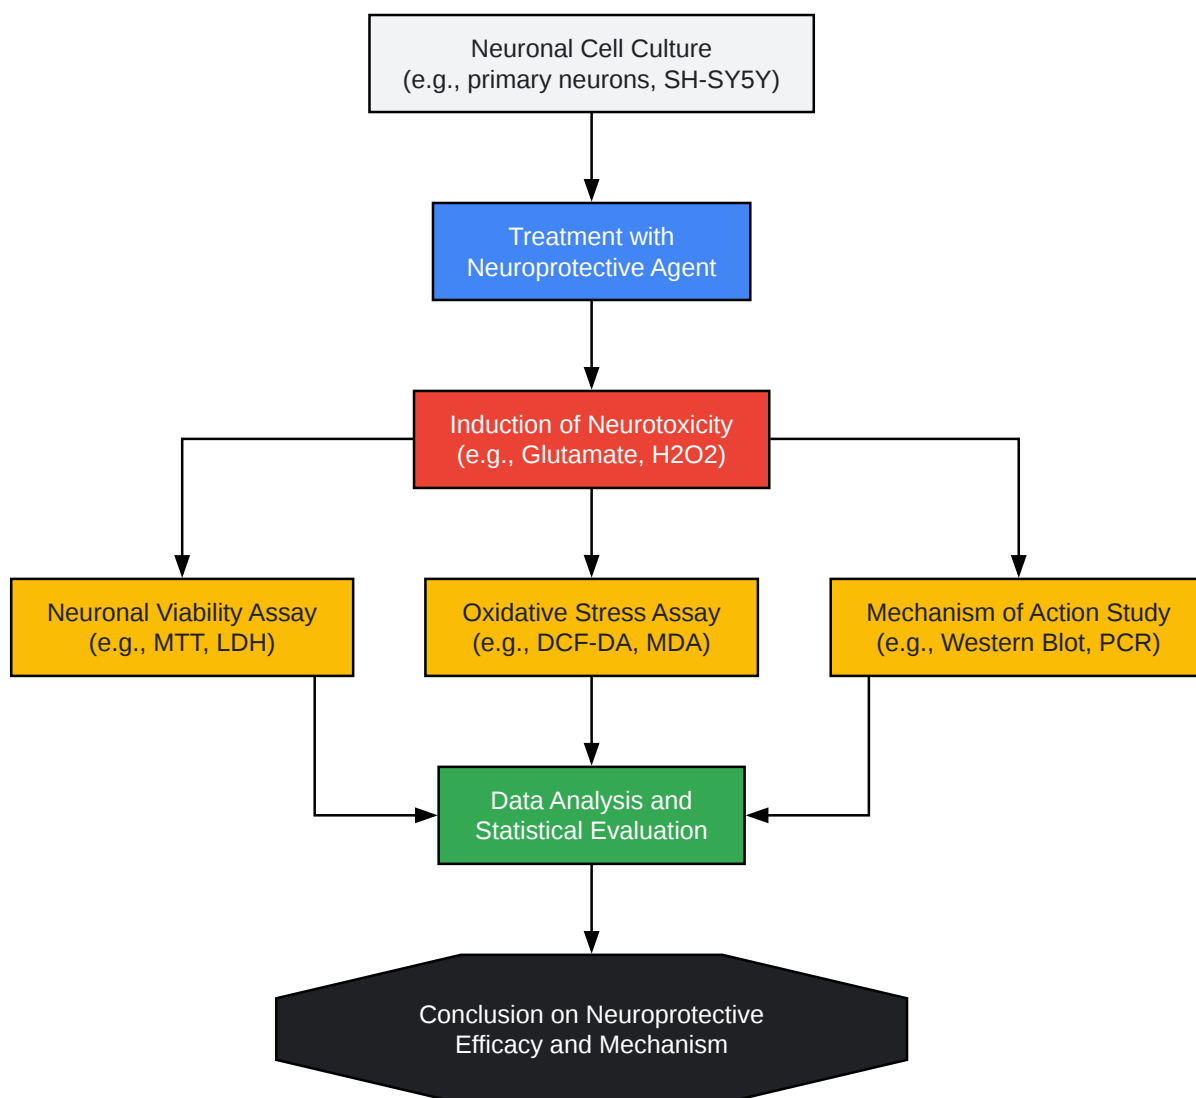 Neuronal Cell Culture
(e.g., primary neurons, SH-SY5Y)
Treatment with
Neuroprotective Agent
Induction of Neurotoxicity
(e.g., Glutamate, H2O2)
Neuronal Viability Assay
(e.g., MTT, LDH)
Oxidative Stress Assay
(e.g., DCF-DA, MDA)
Mechanism of Action Study
(e.g., Western Blot, PCR)
Data Analysis and
Statistical Evaluation
Conclusion on Neuroprotective
Efficacy and Mechanism